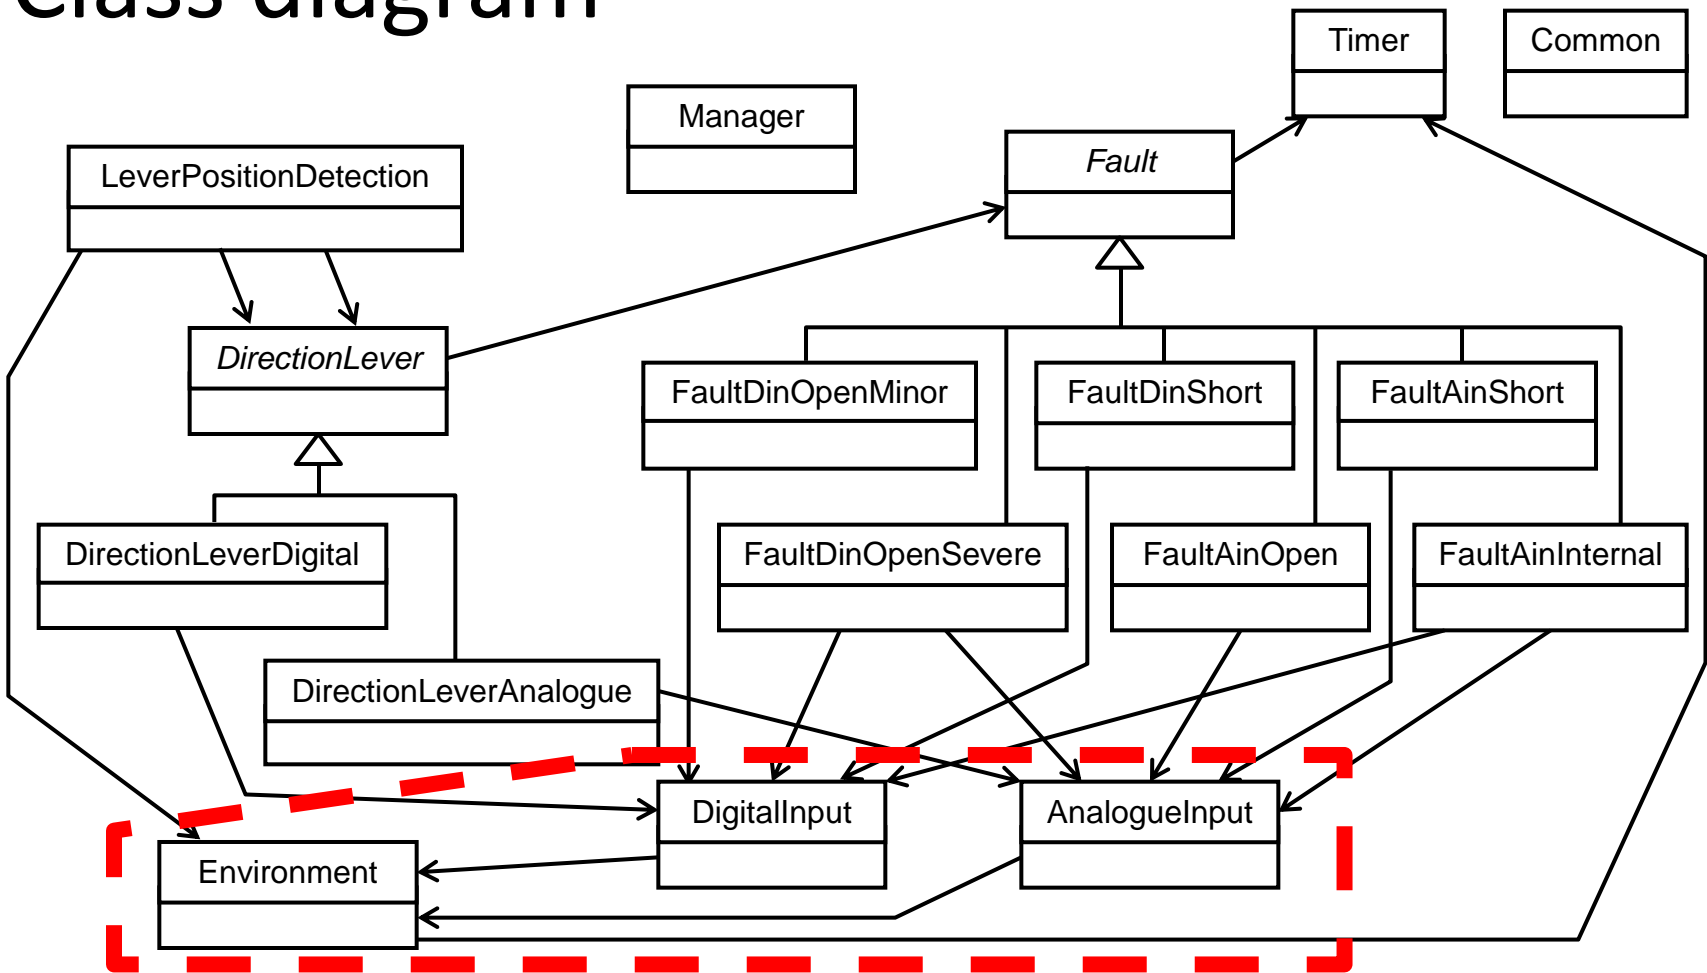 Class diagram
Timer
Common
Manager
Fault
LeverPositionDetection
DirectionLever
FaultDinOpenMinor
FaultDinShort
FaultAinShort
DirectionLeverDigital
FaultDinOpenSevere
FaultAinOpen
FaultAinInternal
DirectionLeverAnalogue
DigitalInput
AnalogueInput
Environment